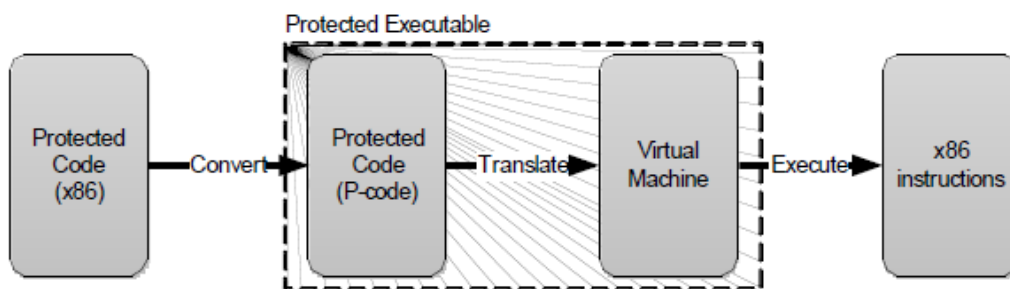 Protected Executable
Protected
Code
(x86)
Convert
Protected
Code
(P-code)
Translate
Virtual
Machine
Execute
x86
instructions